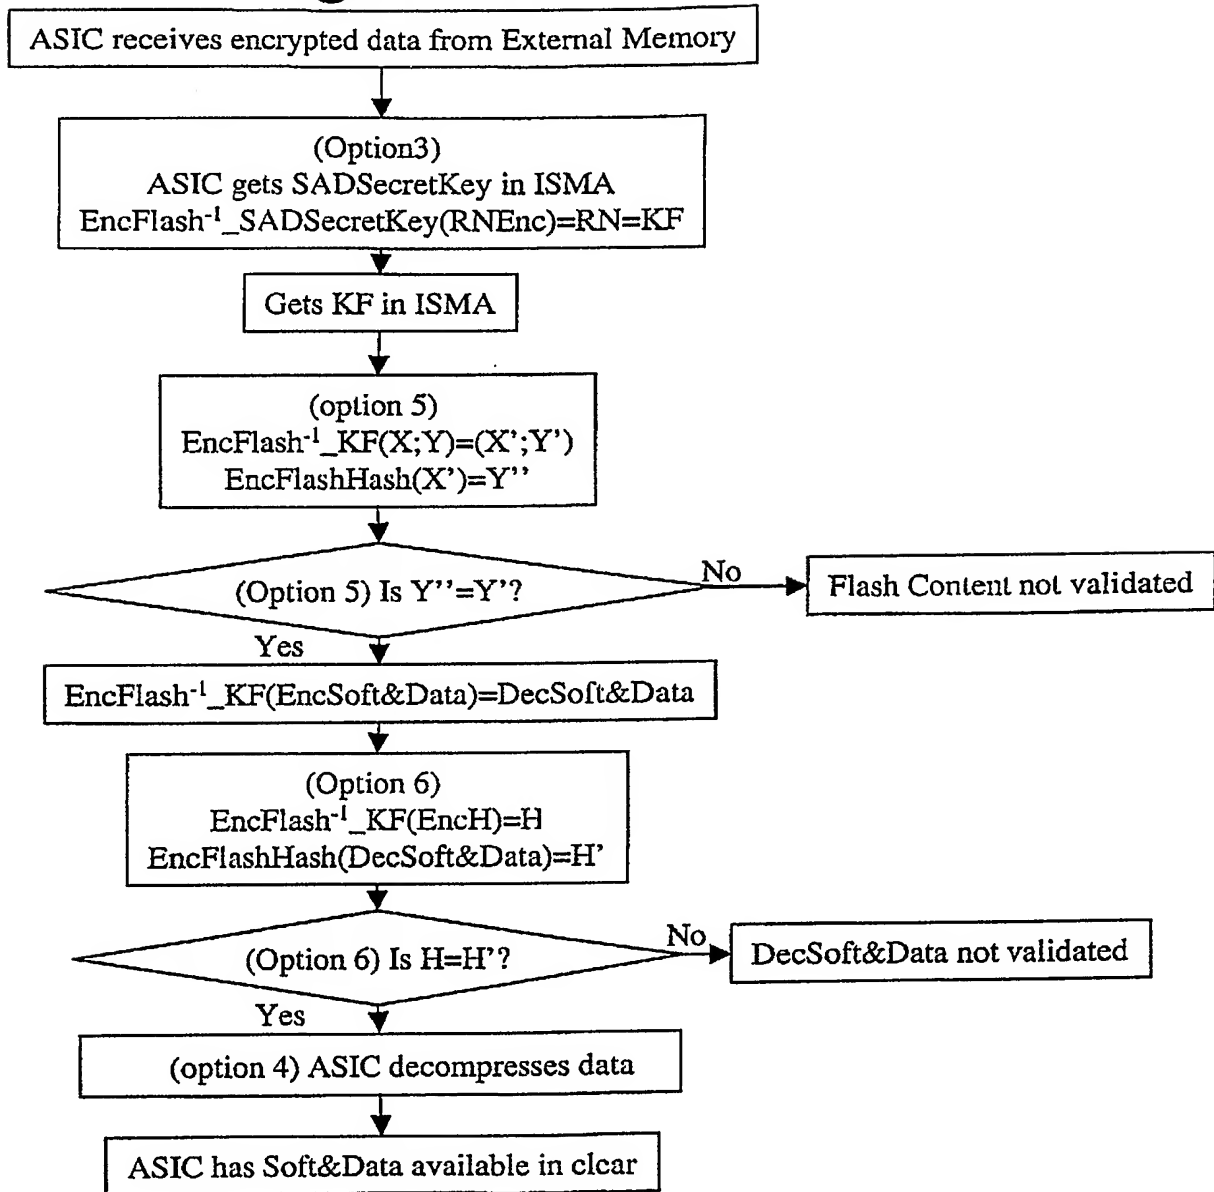 ASIC receives encrypted data from External Memory
(Option3)
ASIC gets SADSecretKey in ISMA
EncFlash⁻¹_SADSecretKey(RNEnc)=RN=KF
Gets KF in ISMA
(option 5)
EncFlash⁻¹_KF(X;Y)=(X';Y')
EncFlashHash(X')=Y''
(Option 5) Is Y''=Y'?
No
Flash Content not validated
Yes
EncFlash⁻¹_KF(EncSoft&Data)=DecSoft&Data
(Option 6)
EncFlash⁻¹_KF(EncH)=H
EncFlashHash(DecSoft&Data)=H'
(Option 6) Is H=H'?
No
DecSoft&Data not validated
Yes
(option 4) ASIC decompresses data
ASIC has Soft&Data available in clear